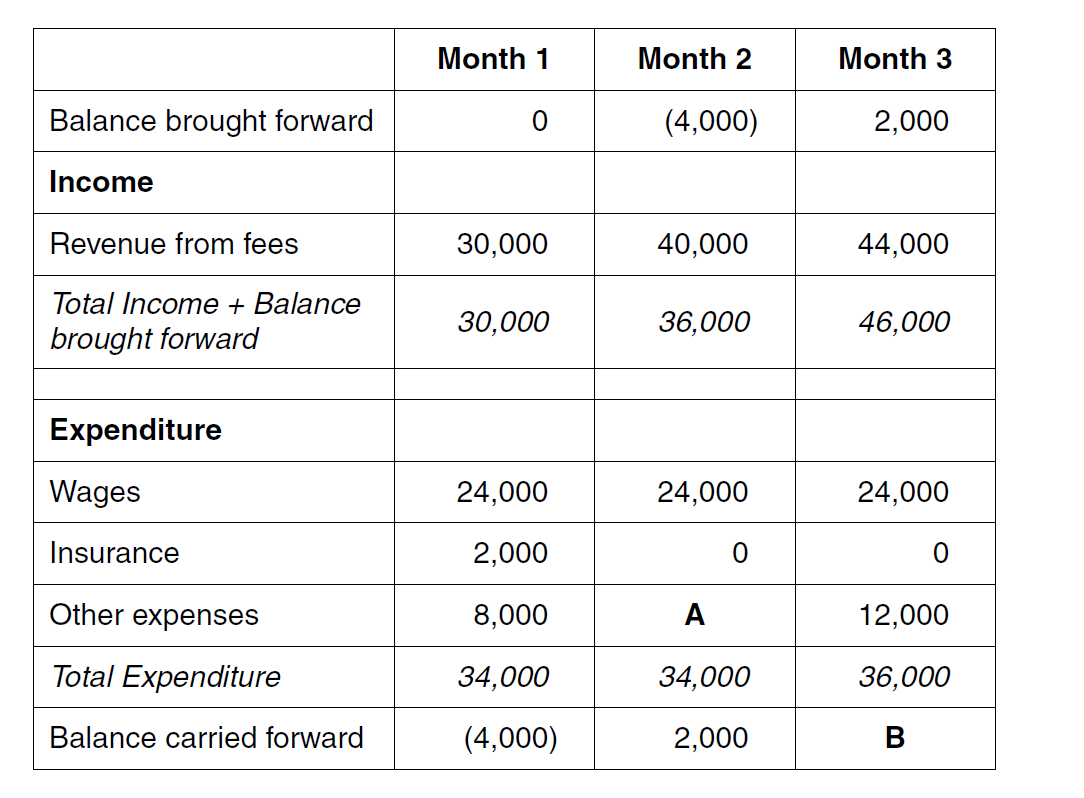 Month 1 Month 2 Month 3
Balance brought forward 0 (4,000) 2,000
Income
Revenue from fees 30,000 40,000 44,000
Total Income + Balance
brought forward 30,000 36,000 46,000
Expenditure
Wages 24,000 24,000 24,000
Insurance 2,000 0 0
Other expenses 8,000 A 12,000
Total Expenditure 34,000 34,000 36,000
Balance carried forward (4,000) 2,000 B